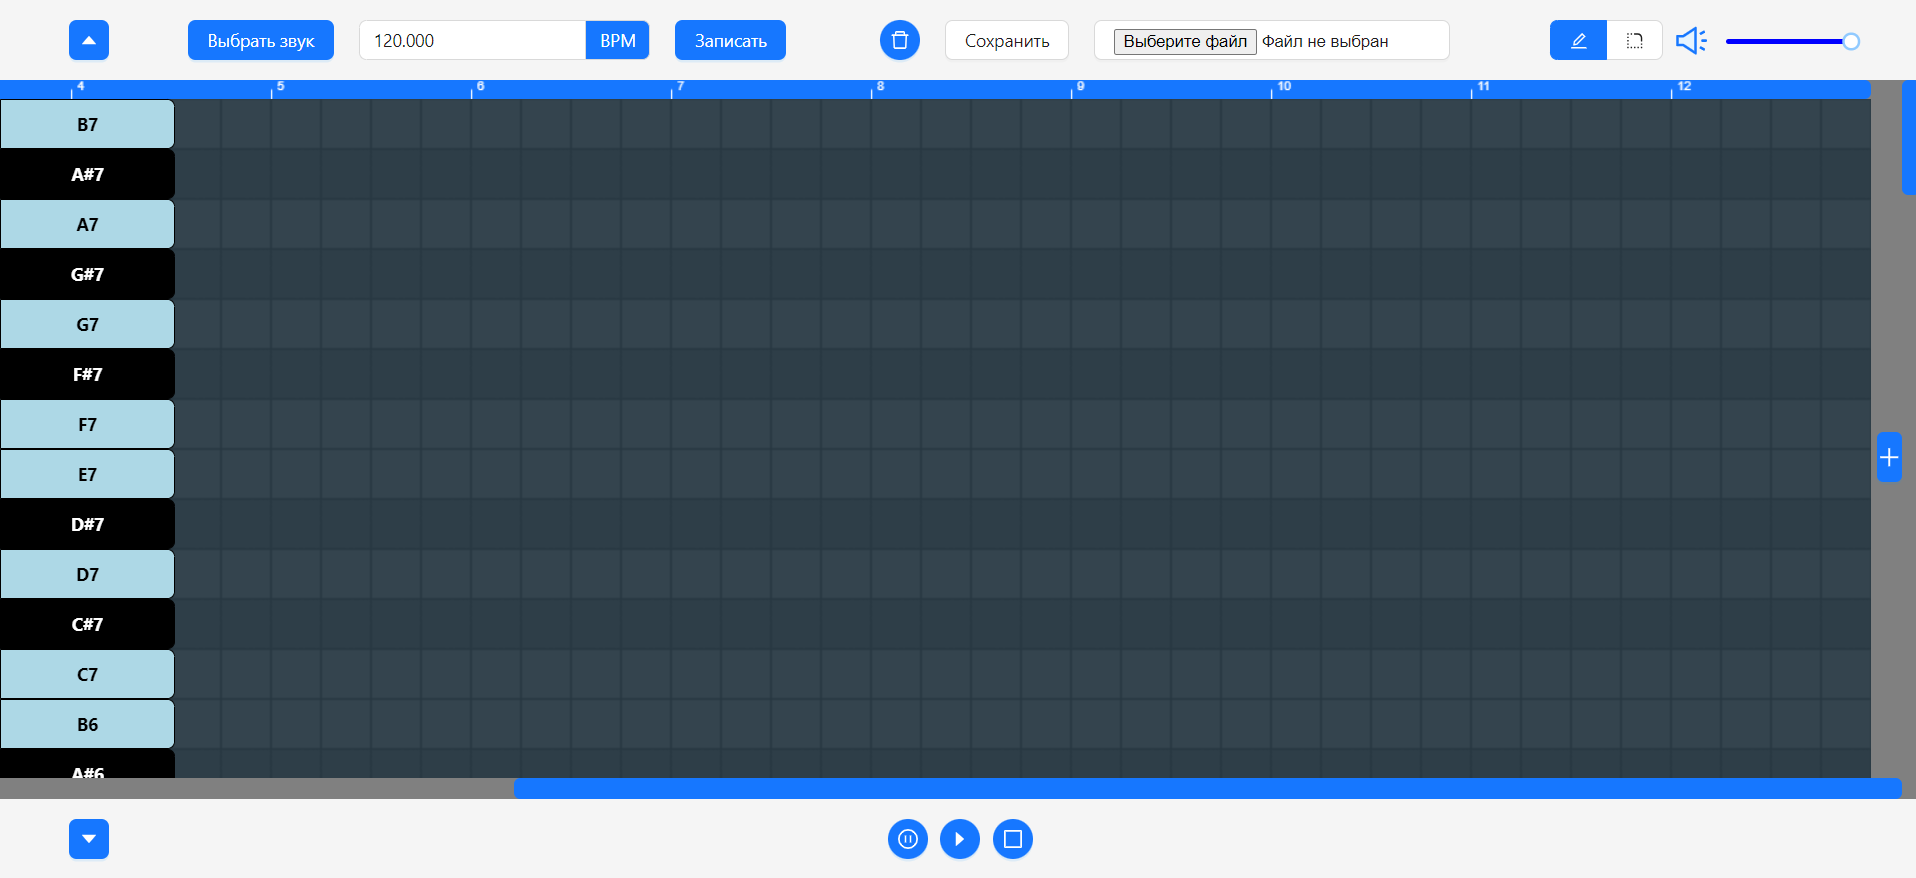 Выбрать звук 120.000 BPM Записать Сохранить Выберите файл Файл не выбран
4 5 6 7 8 9 10 11 12
B7
A#7
A7
G#7
G7
F#7
F7
E7
D#7
D7
C#7
C7
B6
A#6